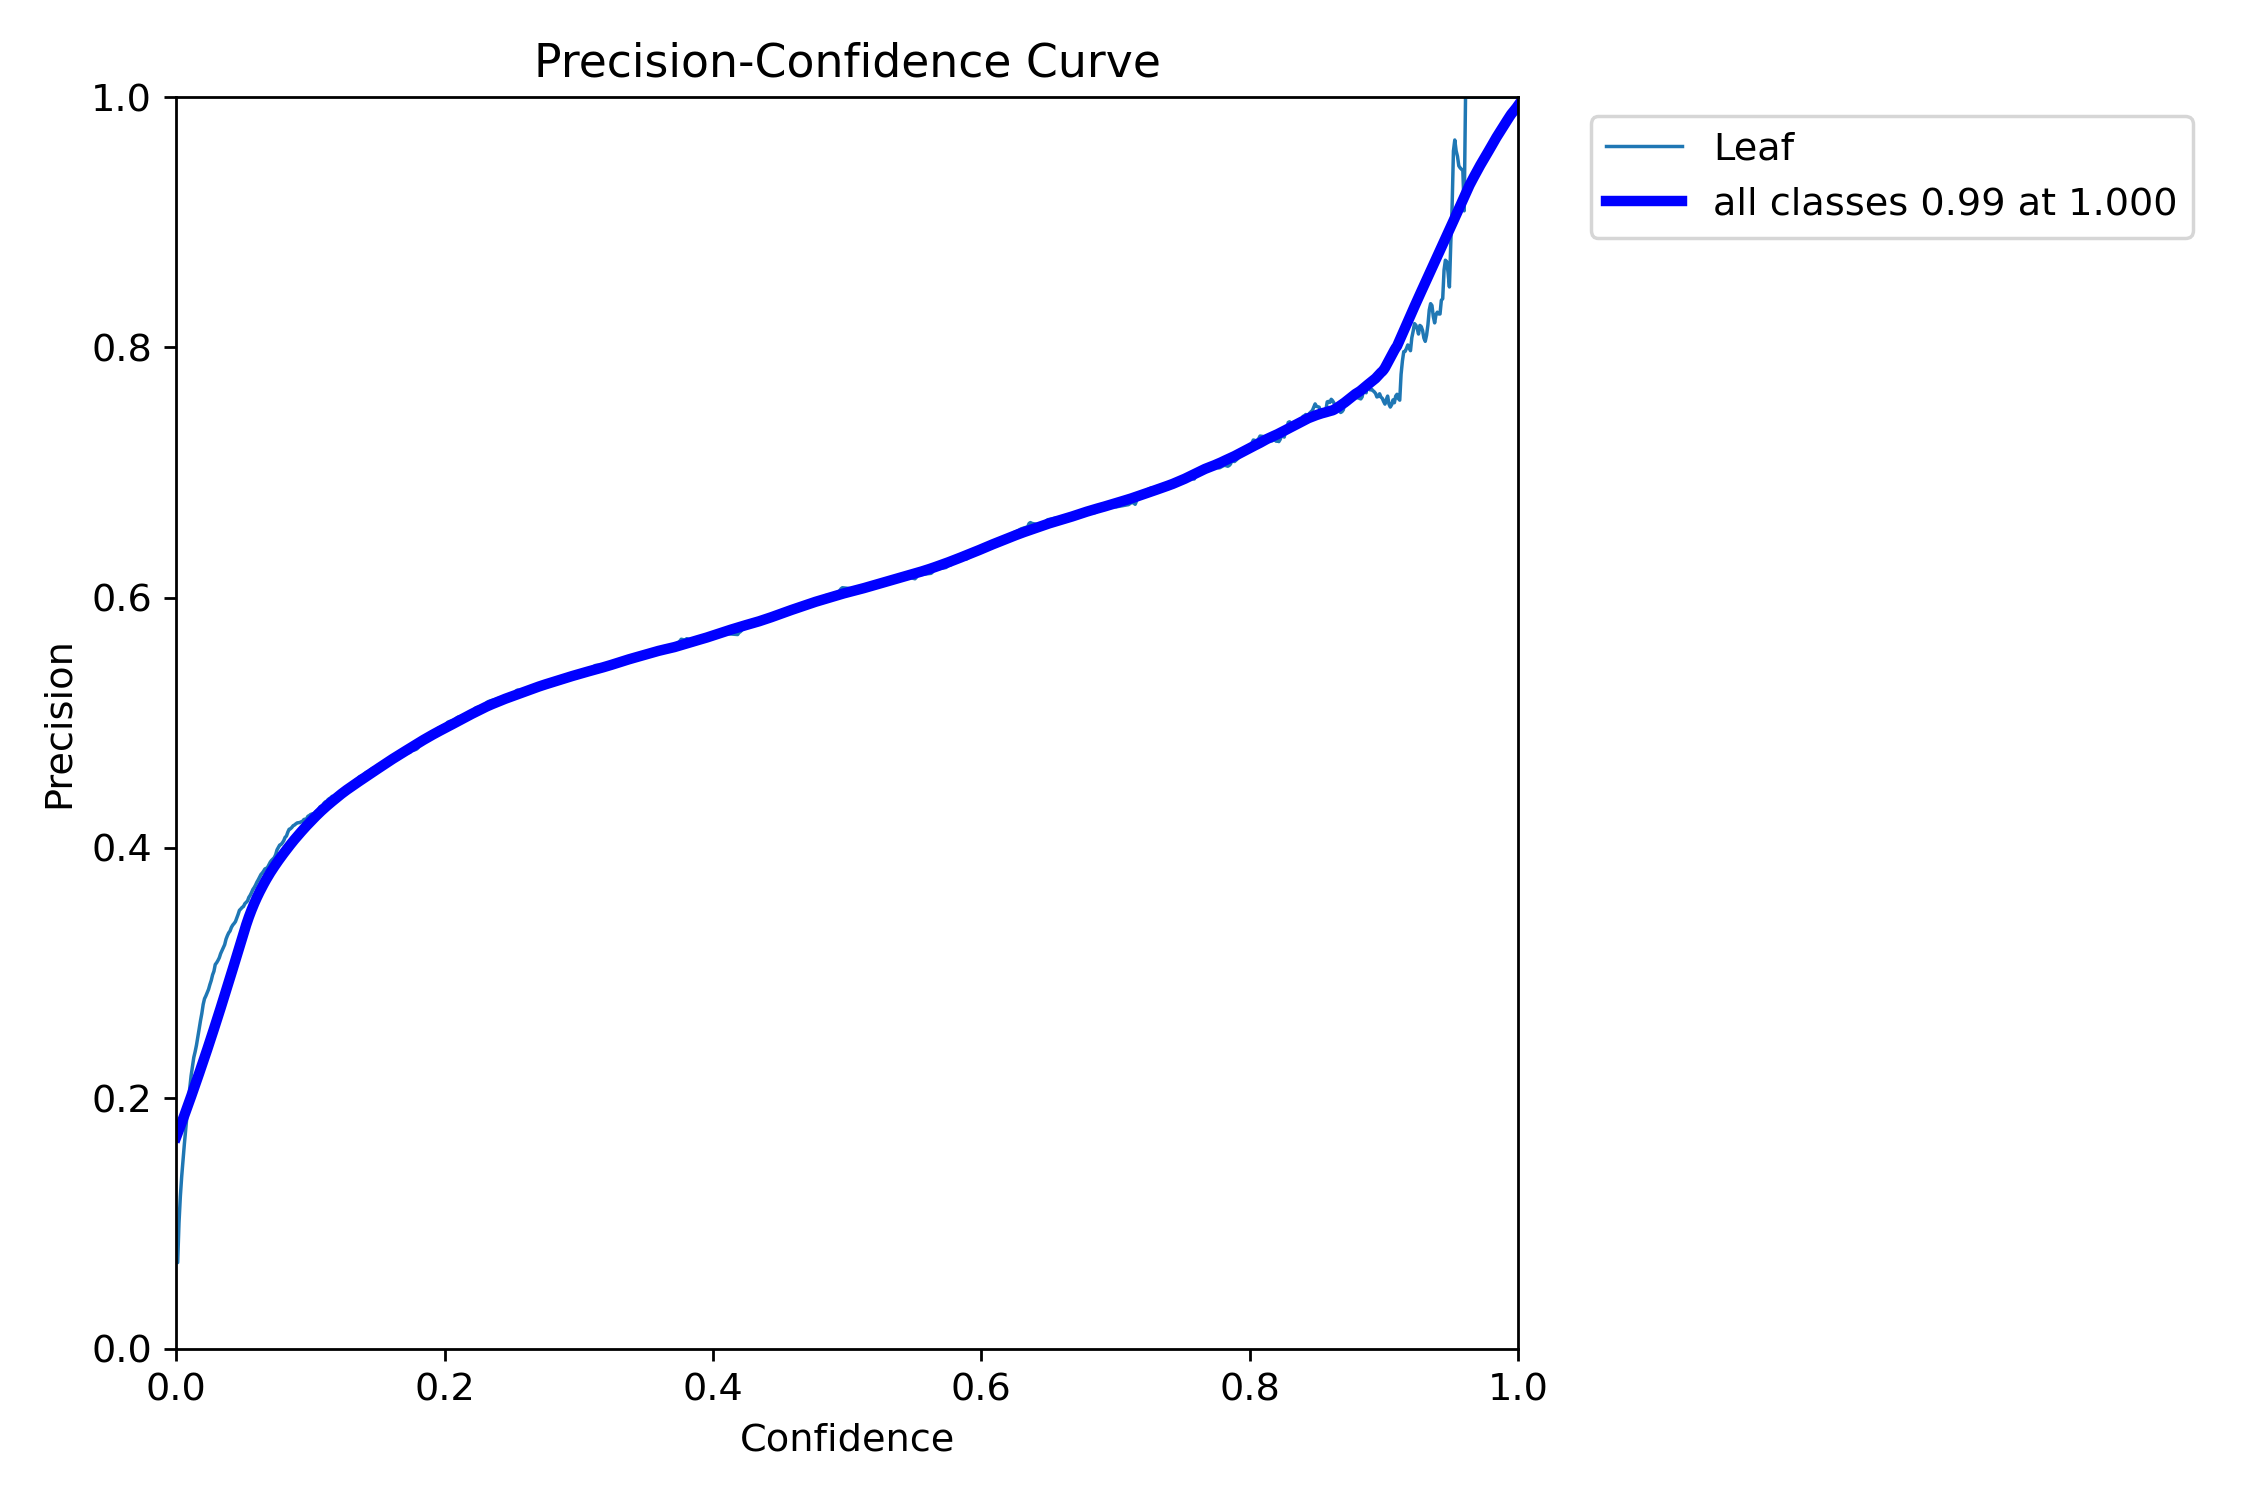 Precision-Confidence Curve
1.0
0.8
0.6
0.4
0.2
0.0
Precision
0.0 0.2 0.4 0.6 0.8 1.0
Confidence
Leaf
all classes 0.99 at 1.000